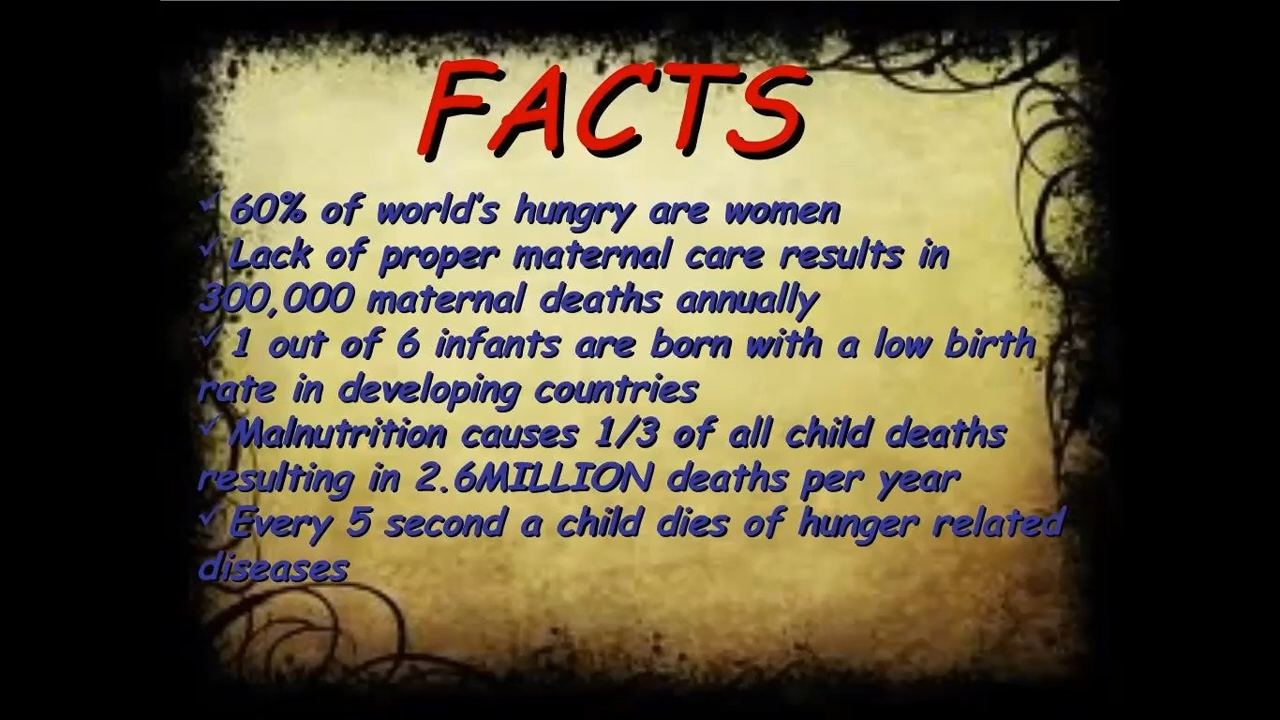 FACTS
✓ 60% of world's hungry are women
✓ Lack of proper maternal care results in
300,000 maternal deaths annually
✓ 1 out of 6 infants are born with a low birth
rate in developing countries
✓ Malnutrition causes 1/3 of all child deaths
resulting in 2.6MILLION deaths per year
✓ Every 5 second a child dies of hunger related
diseases